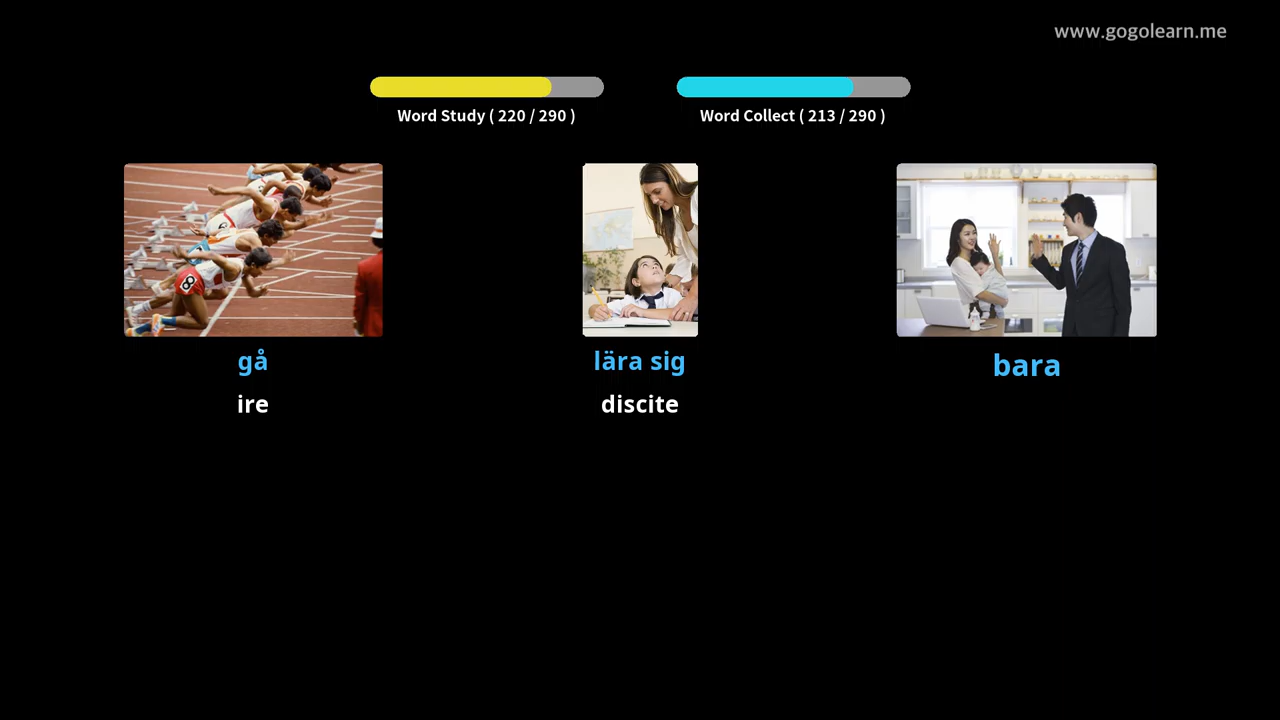 www.gogolearn.me
Word Study ( 220 / 290 )
Word Collect ( 213 / 290 )
gå
lära sig
bara
ire
discite